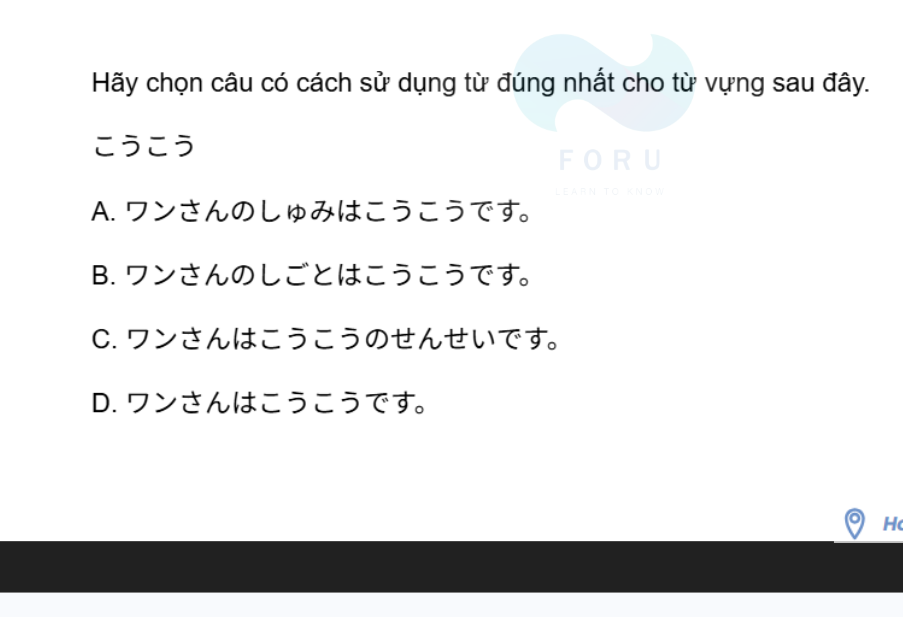 Hãy chọn câu có cách sử dụng từ đúng nhất cho từ vựng sau đây.
こうこう
FORU
LEARN TO KNOW
A. ワンさんのしゅみはこうこうです。
B. ワンさんのしごとはこうこうです。
C. ワンさんはこうこうのせんせいです。
D. ワンさんはこうこうです。